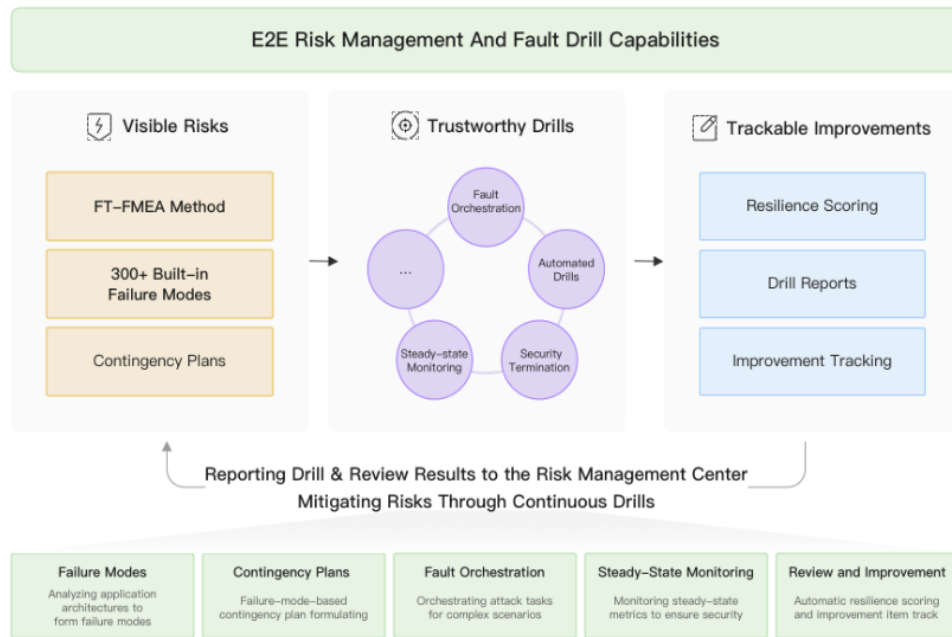 E2E Risk Management And Fault Drill Capabilities
Visible Risks
FT-FMEA Method
300+ Built-in
Failure Modes
Contingency Plans
Trustworthy Drills
Fault
Orchestration
Automated
Drills
Security
Termination
Steady-state
Monitoring
...
Trackable Improvements
Resilience Scoring
Drill Reports
Improvement Tracking
Reporting Drill & Review Results to the Risk Management Center
Mitigating Risks Through Continuous Drills
Failure Modes
Analyzing application
architectures to
form failure modes
Contingency Plans
Failure-mode-based
contingency plan formulating
Fault Orchestration
Orchestrating attack tasks
for complex scenarios
Steady-State Monitoring
Monitoring steady-state
metrics to ensure security
Review and Improvement
Automatic resilience scoring
and improvement item track